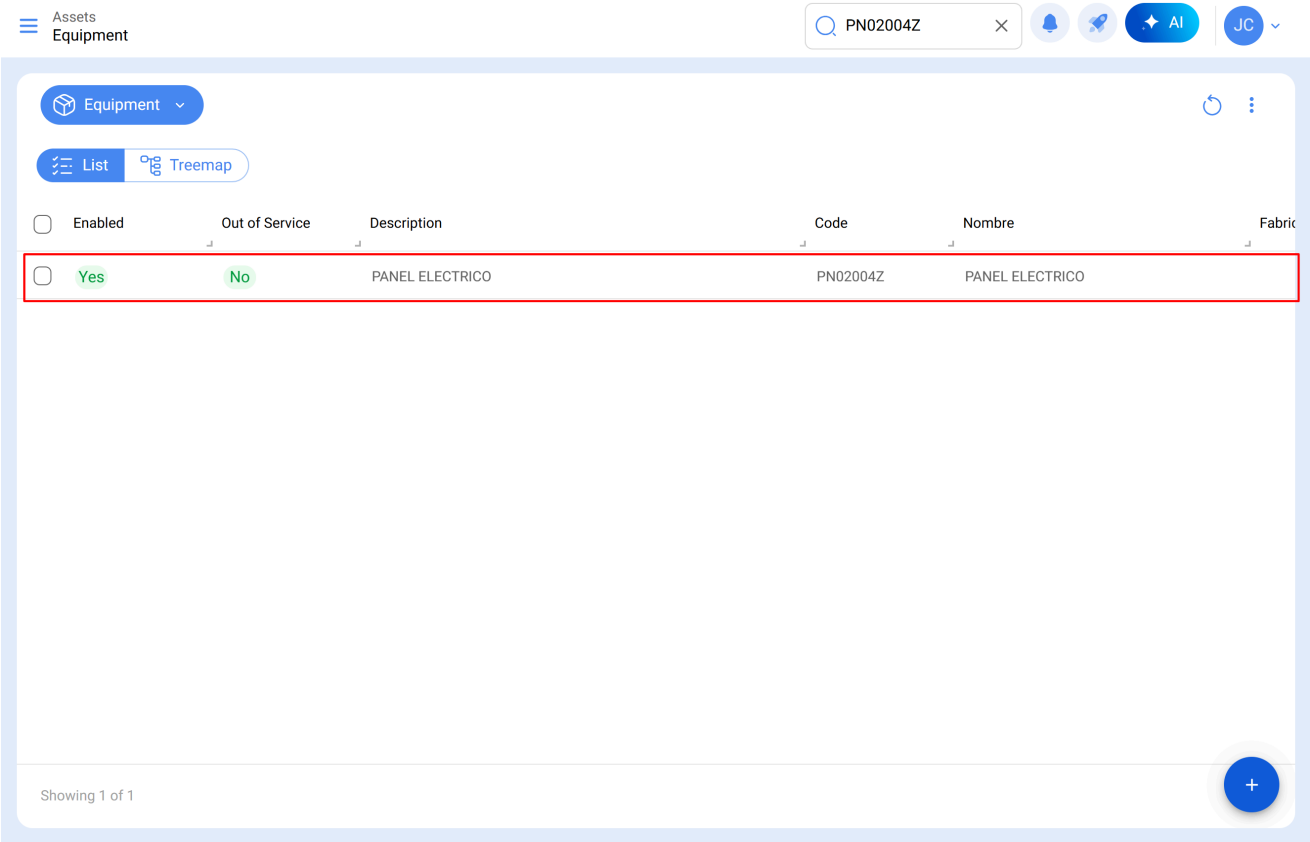 Assets
Equipment
PN02004Z
AI
JC
Equipment
List
Treemap
Enabled
Out of Service
Description
Code
Nombre
Fabric
Yes
No
PANEL ELECTRICO
PN02004Z
PANEL ELECTRICO
Showing 1 of 1